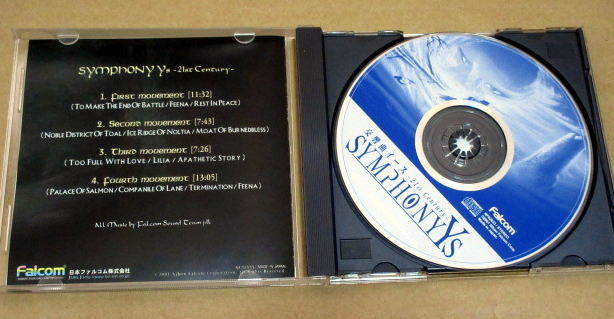 SYMPHONY Ys ~21st Century~
1. First movement [11:32]
(To Make The End Of Battle / Feena / Rest In Peace)
2. Second movement [7:43]
(Noble District Of Toal / Ice Ridge Of Noltia / Moat Of Burnedbless)
3. Third movement [7:26]
(Too Full With Love / Lilia / Apathetic Story)
4. Fourth movement [13:05]
(Palace Of Salmon / Companile Of Lane / Termination / Feena)
All Music by Falcom Sound Team jdk
Falcom 日本ファルコム株式会社
交響曲イース
~21st Century~
SYMPHONY Ys
Falcom